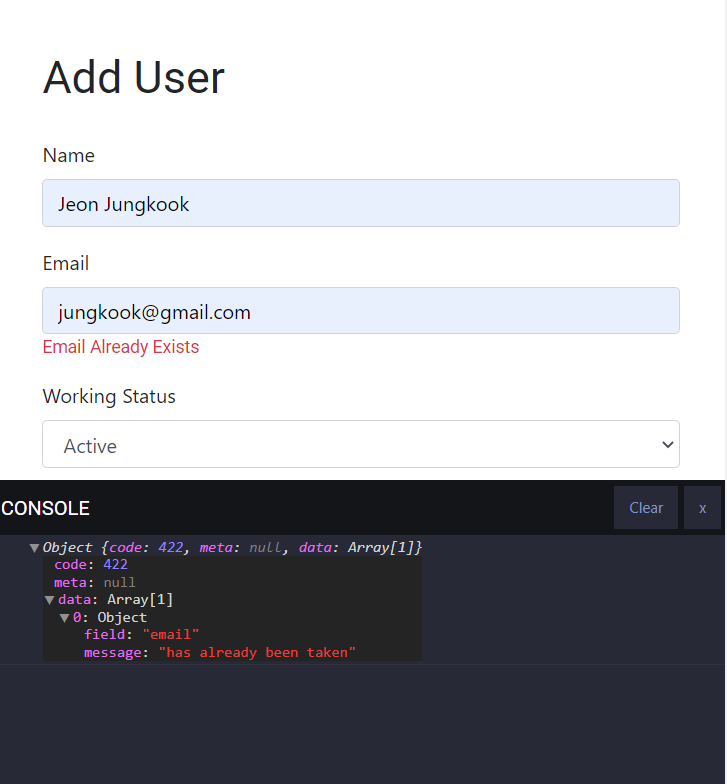 Add User
Name
Jeon Jungkook
Email
jungkook@gmail.com
Email Already Exists
Working Status
Active
CONSOLE
Clear
x
Object {code: 422, meta: null, data: Array[1]}
code: 422
meta: null
data: Array[1]
0: Object
field: "email"
message: "has already been taken"